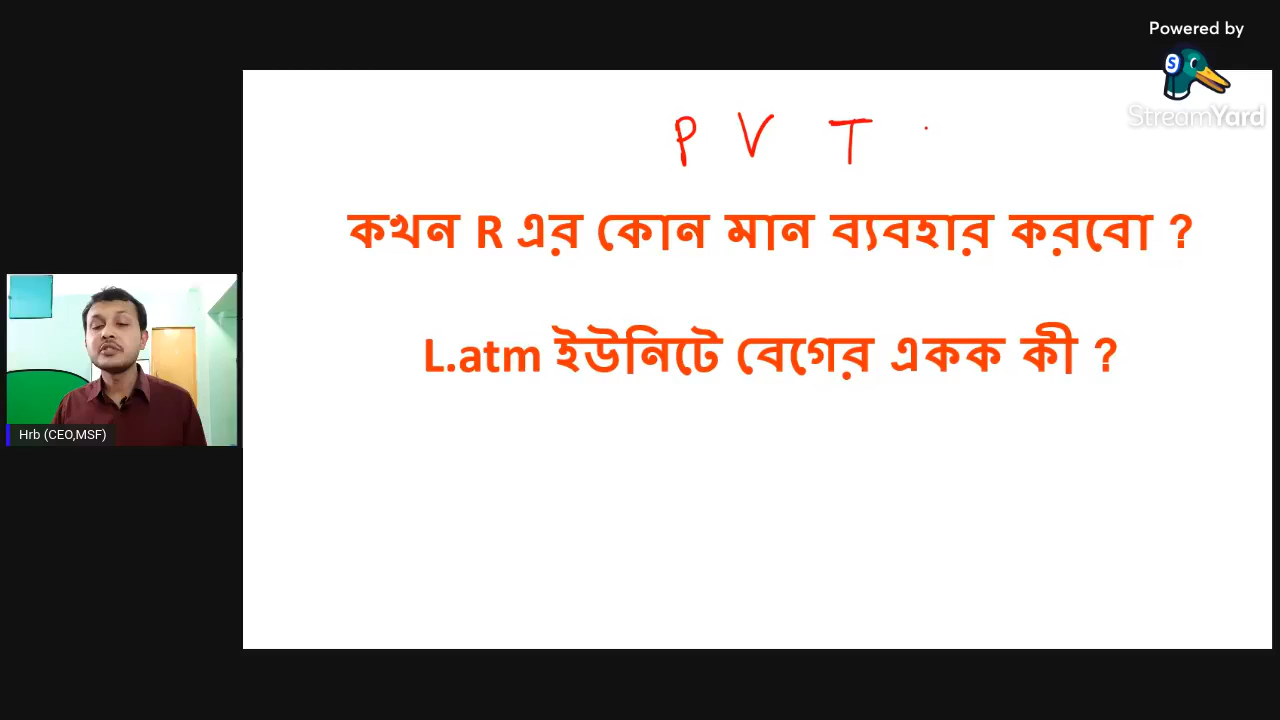 Powered by
StreamYard
P V T
কখন R এর কোন মান ব্যবহার করবো ?
L.atm ইউনিটে বেগের একক কী ?
Hrb (CEO,MSF)